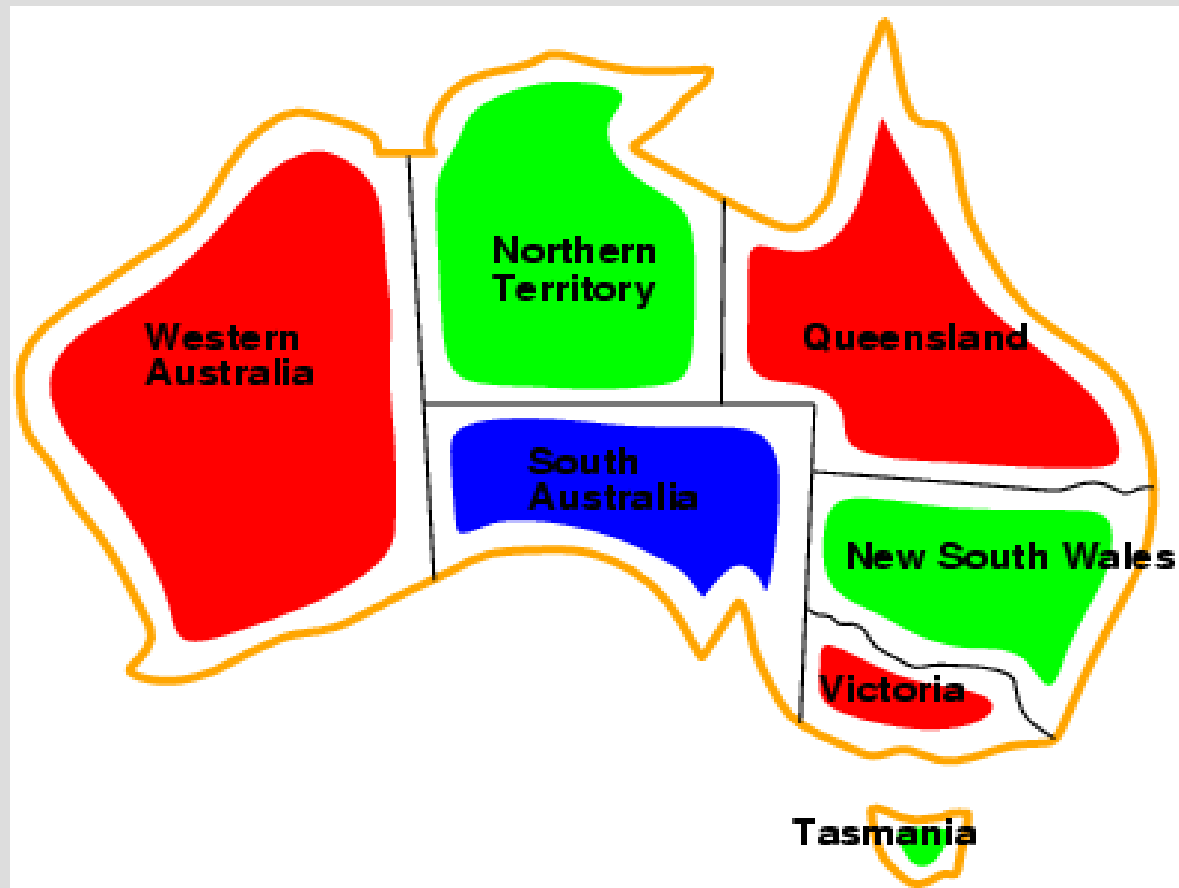 Northern
Territory
Western
Australia
Queensland
South
Australia
New South Wales
Victoria
Tasmania